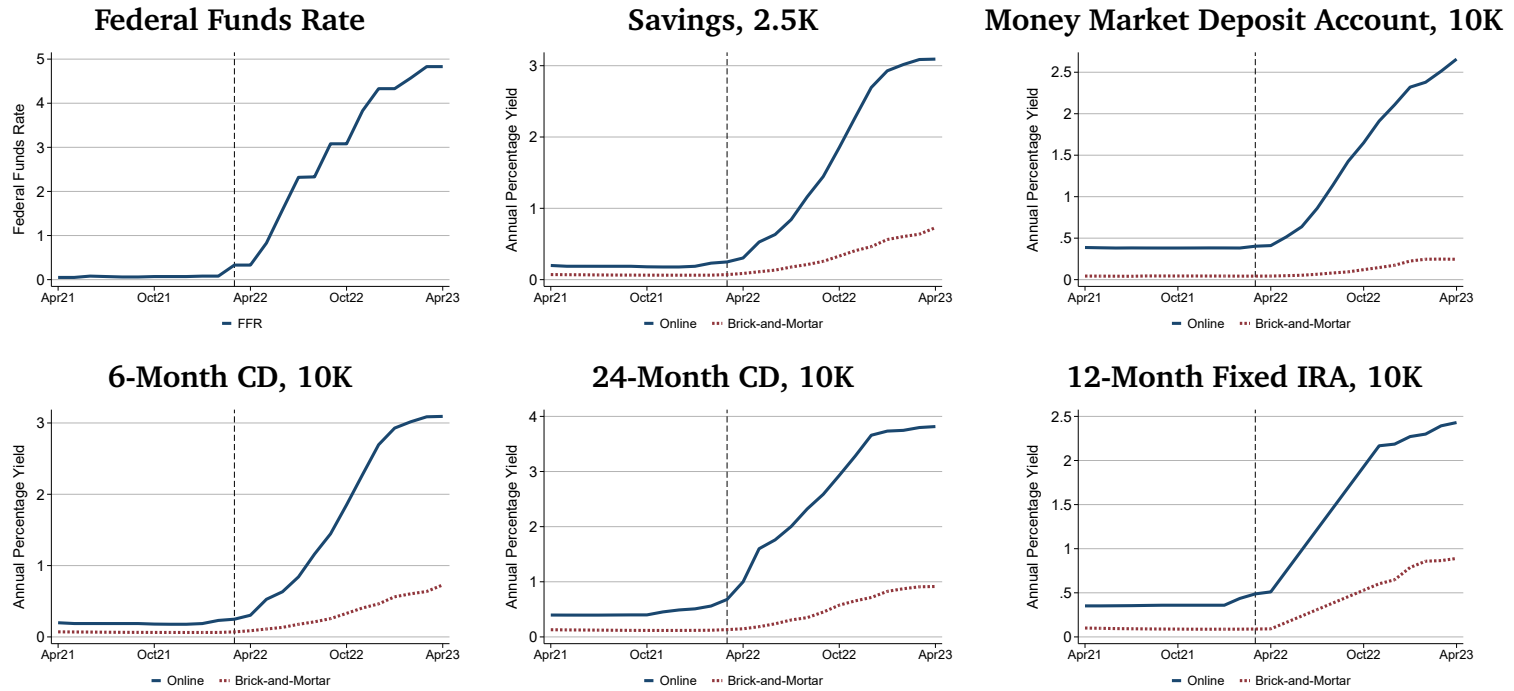 Federal Funds Rate
Federal Funds Rate
5
4
3
2
1
0
Apr21 Oct21 Apr22 Oct22 Apr23
FFR
Savings, 2.5K
Annual Percentage Yield
3
2
1
0
Apr21 Oct21 Apr22 Oct22 Apr23
Online Brick-and-Mortar
Money Market Deposit Account, 10K
Annual Percentage Yield
2.5
2
1.5
1
.5
0
Apr21 Oct21 Apr22 Oct22 Apr23
Online Brick-and-Mortar
6-Month CD, 10K
Annual Percentage Yield
3
2
1
0
Apr21 Oct21 Apr22 Oct22 Apr23
Online Brick-and-Mortar
24-Month CD, 10K
Annual Percentage Yield
4
3
2
1
0
Apr21 Oct21 Apr22 Oct22 Apr23
Online Brick-and-Mortar
12-Month Fixed IRA, 10K
Annual Percentage Yield
2.5
2
1.5
1
.5
0
Apr21 Oct21 Apr22 Oct22 Apr23
Online Brick-and-Mortar